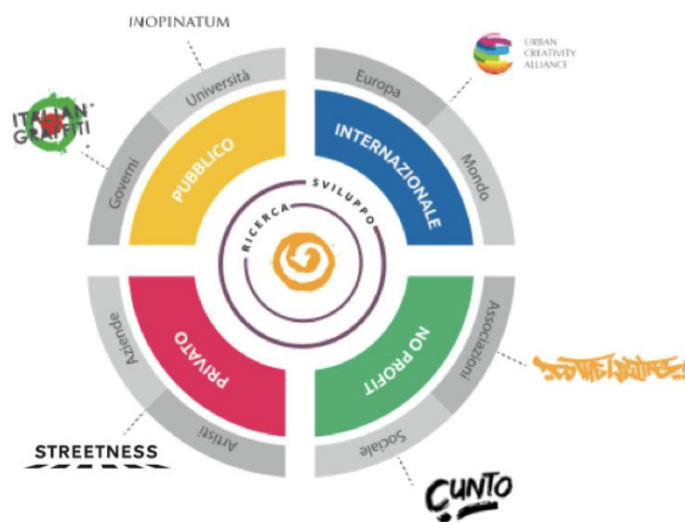 INOPINATUM
URBAN
CREATIVITY
ALLIANCE
ITALIAN
GRAFFITI
Università
Europa
Governi
Mondo
PUBBLICO
INTERNAZIONALE
SVILUPPO
RICERCA
PRIVATO
NO PROFIT
Aziende
Associazioni
Artisti
Sociale
STREETNESS
CUNTO